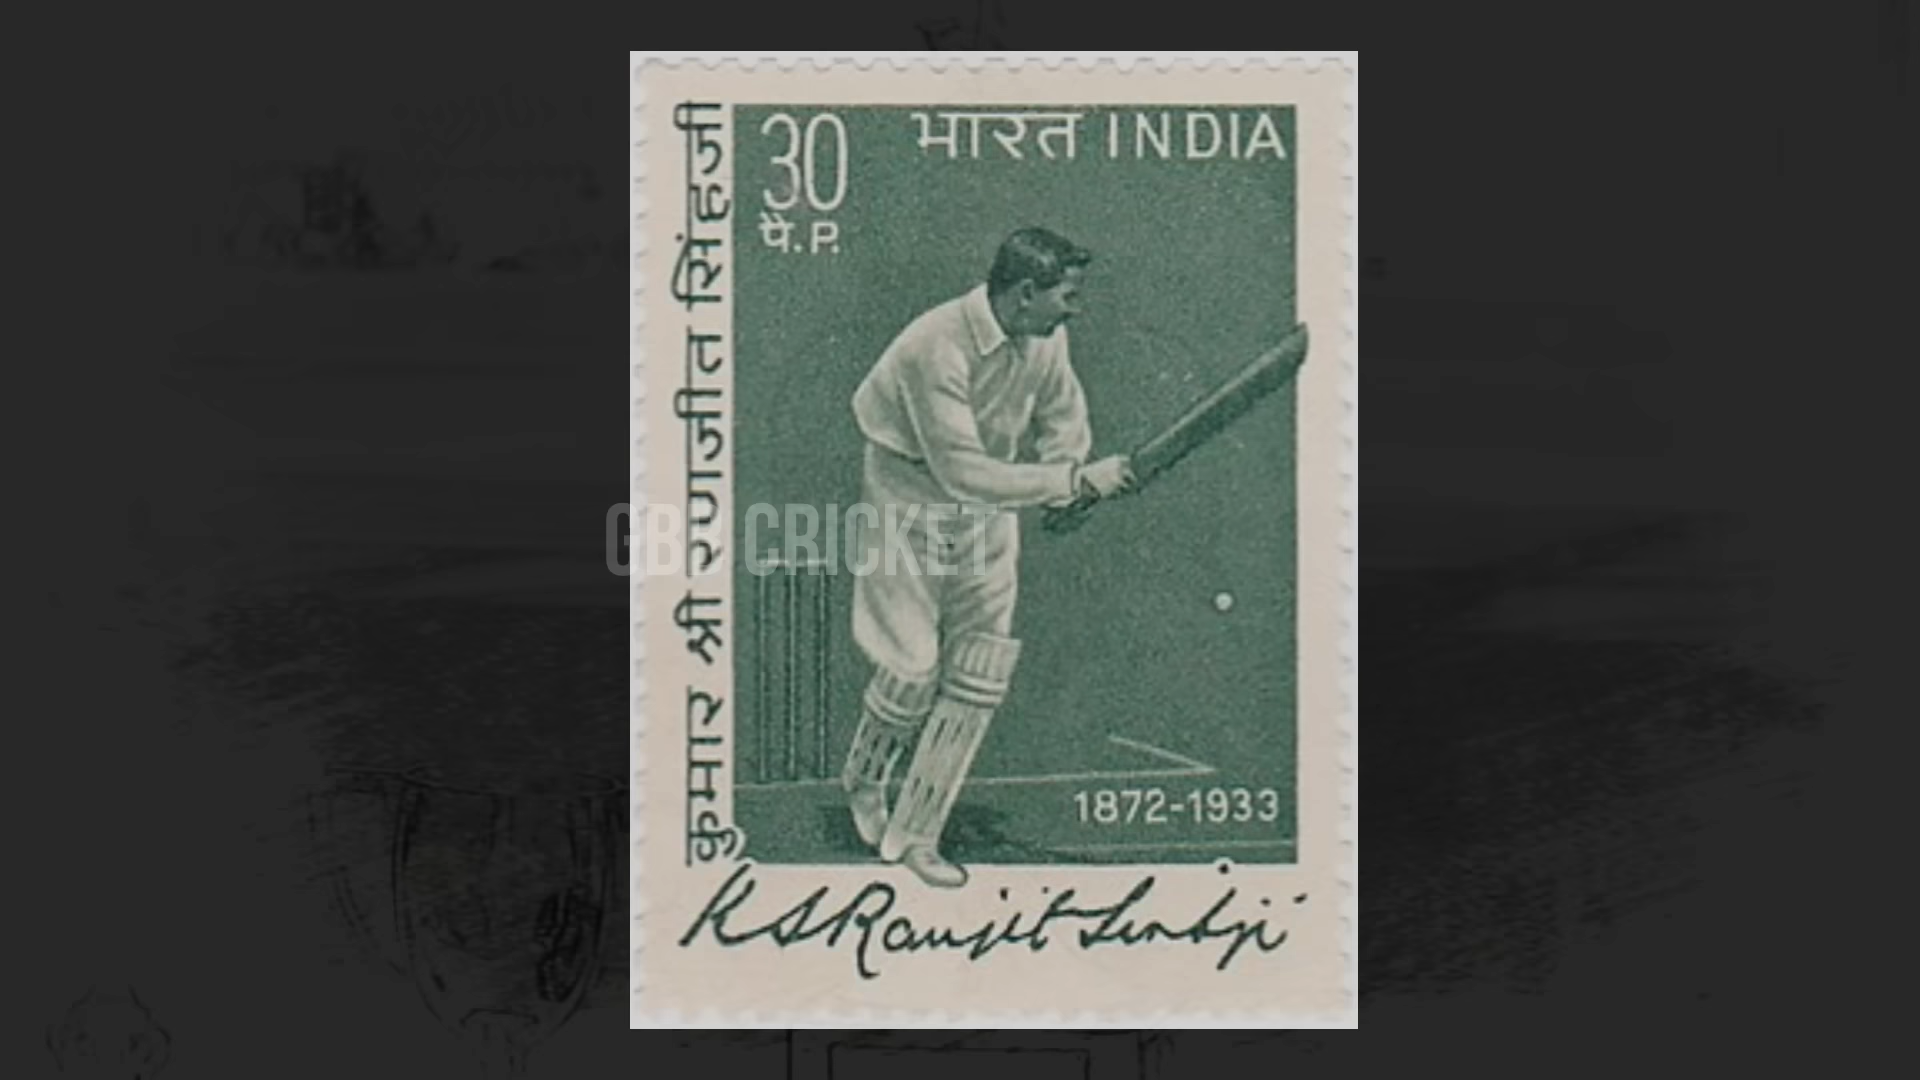 30
पै. P.
भारत INDIA
कुमार श्री रणजीत सिंहजी
GBB CRICKET
1872-1933
K S Ranjit Sinhji